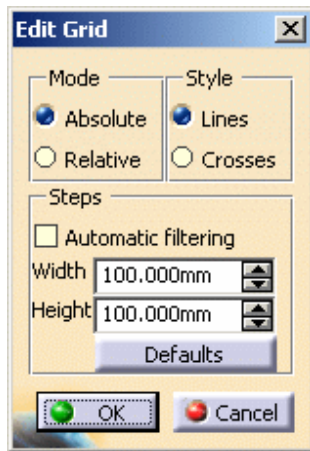 Edit Grid
Mode
Style
Absolute
Lines
Relative
Crosses
Steps
Automatic filtering
Width 100.000mm
Height 100.000mm
Defaults
OK
Cancel